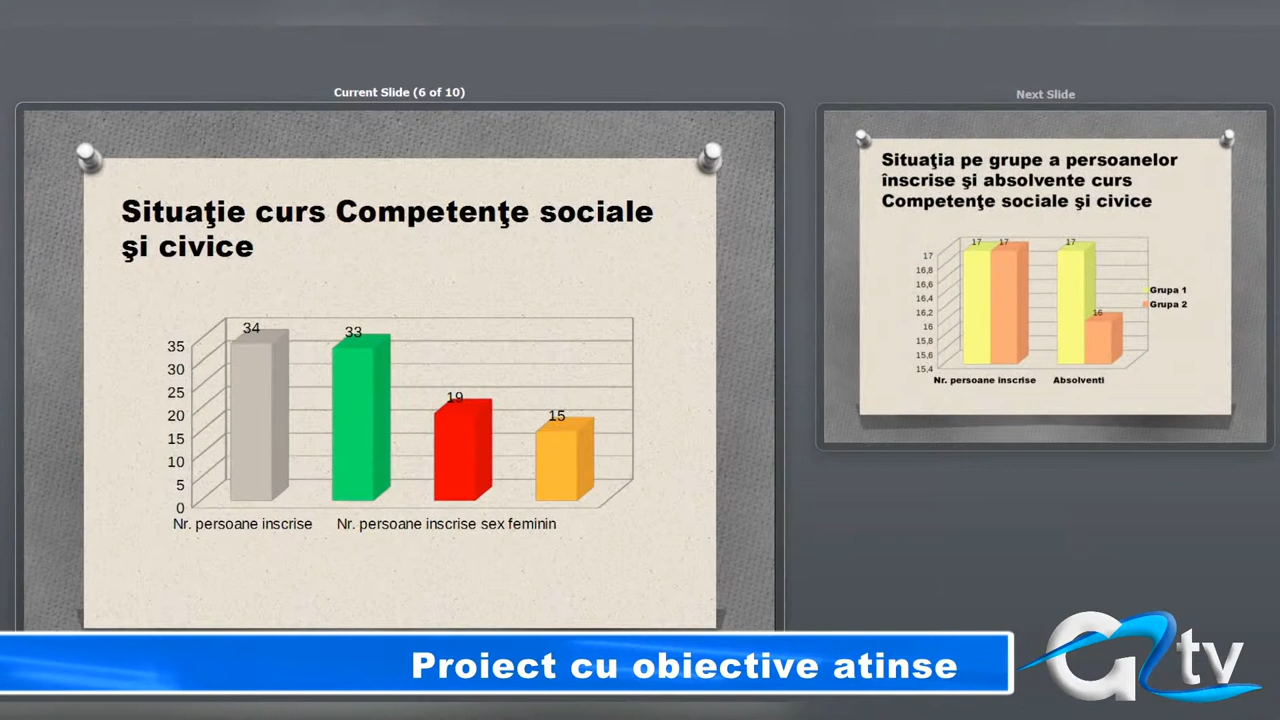 Current Slide (6 of 10)
Situaţie curs Competenţe sociale
şi civice
34
33
19
15
35
30
25
20
15
10
5
0
Nr. persoane inscrise
Nr. persoane inscrise sex feminin
Next Slide
Situaţia pe grupe a persoanelor
înscrise şi absolvente curs
Competenţe sociale şi civice
17
17
17
16
17
16,8
16,6
16,4
16,2
16
15,8
15,6
15,4
Grupa 1
Grupa 2
Nr. persoane inscrise
Absolventi
Proiect cu obiective atinse
a2 tv